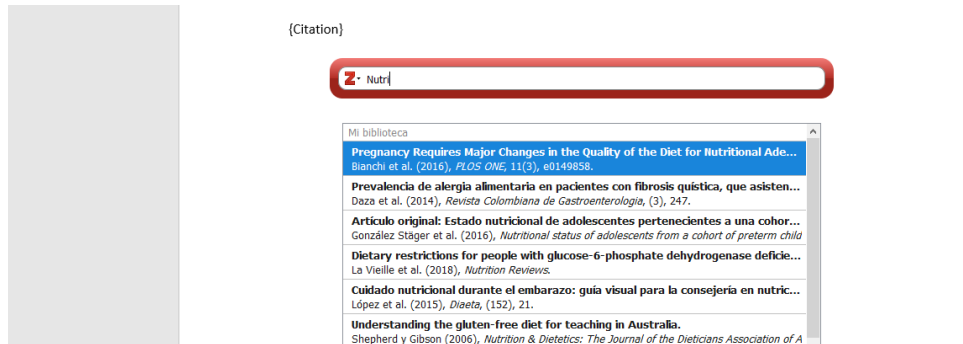 {Citation}
Z Nutri
Mi biblioteca
Pregnancy Requires Major Changes in the Quality of the Diet for Nutritional Ade...
Bianchi et al. (2016), PLOS ONE, 11(3), e0149858.
Prevalencia de alergia alimentaria en pacientes con fibrosis quística, que asisten...
Daza et al. (2014), Revista Colombiana de Gastroenterologia, (3), 247.
Artículo original: Estado nutricional de adolescentes pertenecientes a una cohor...
González Stäger et al. (2016), Nutritional status of adolescents from a cohort of preterm child
Dietary restrictions for people with glucose-6-phosphate dehydrogenase deficie...
La Vieille et al. (2018), Nutrition Reviews.
Cuidado nutricional durante el embarazo: guía visual para la consejería en nutric...
López et al. (2015), Diaeta, (152), 21.
Understanding the gluten-free diet for teaching in Australia.
Shepherd y Gibson (2006), Nutrition & Dietetics: The Journal of the Dieticians Association of A